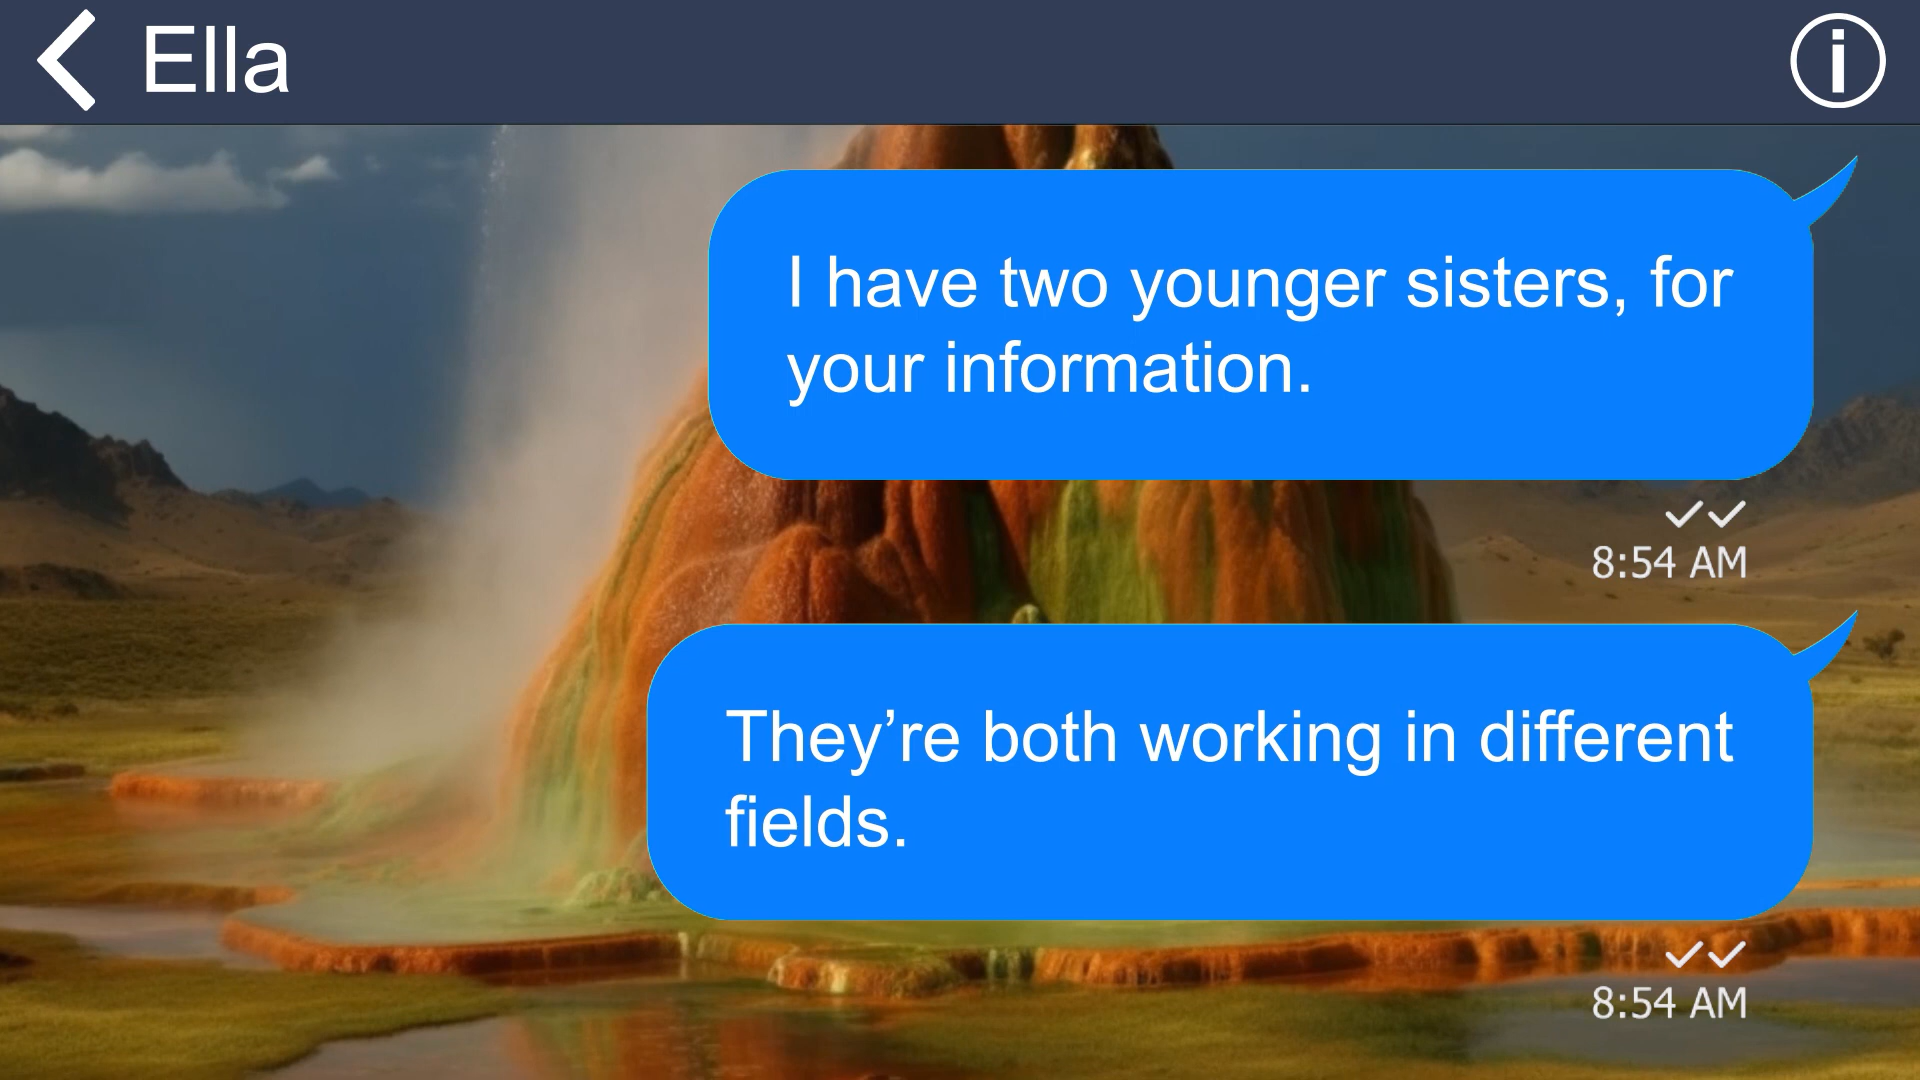 Ella
I have two younger sisters, for
your information.
8:54 AM
They’re both working in different
fields.
8:54 AM